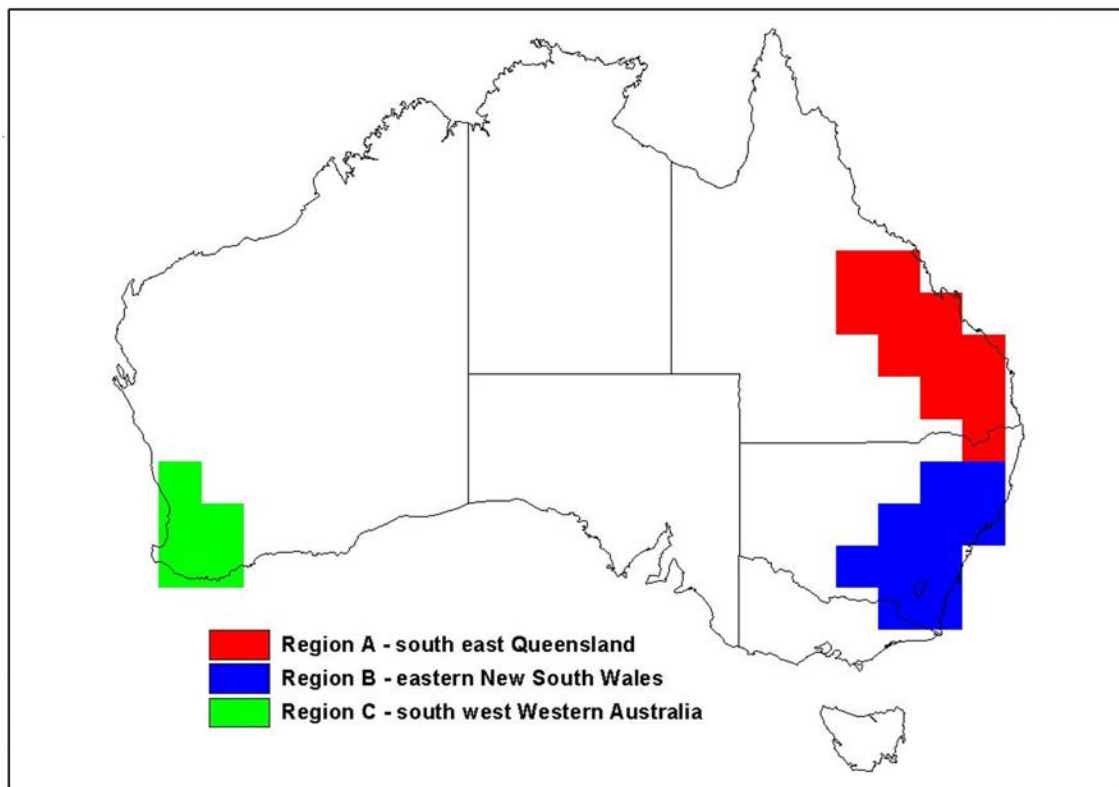 Region A - south east Queensland
Region B - eastern New South Wales
Region C - south west Western Australia